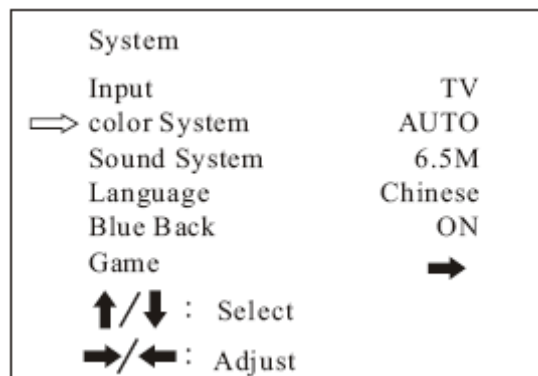 System
Input TV
color System AUTO
Sound System 6.5M
Language Chinese
Blue Back ON
Game
: Select
: Adjust